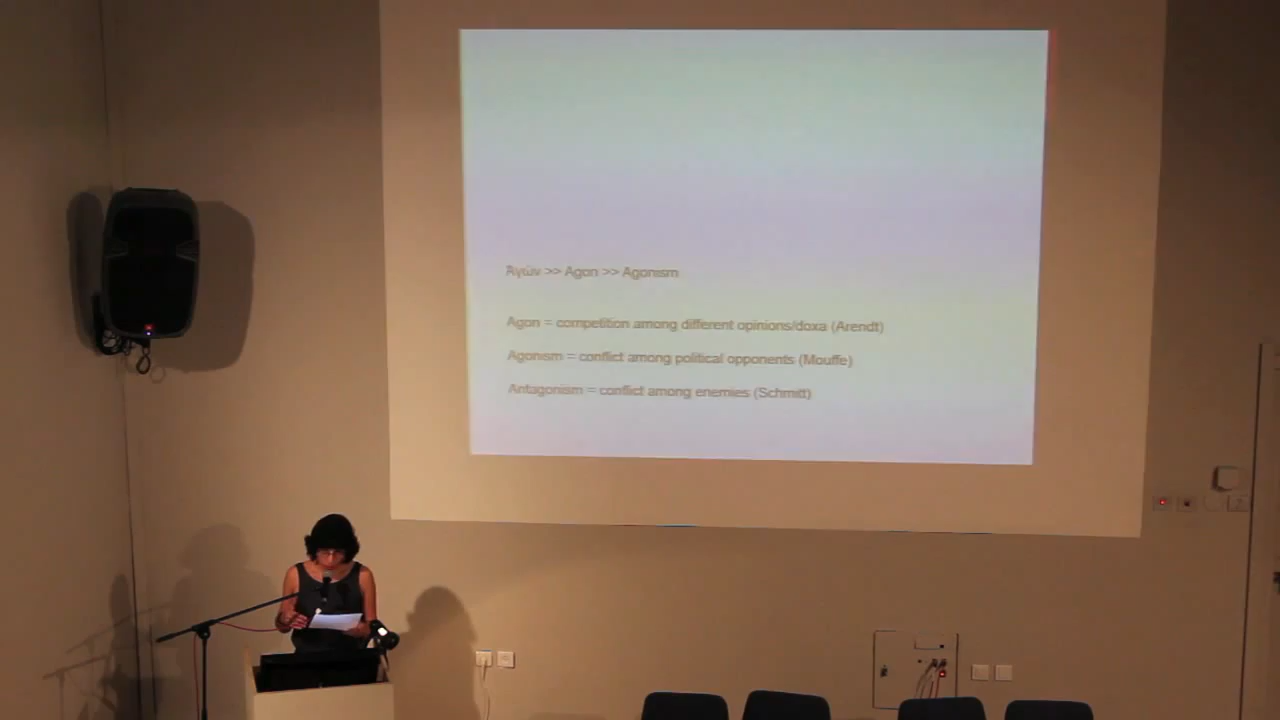 Ἀγών >> Agon >> Agonism
Agon = competition among different opinions/doxa (Arendt)
Agonism = conflict among political opponents (Mouffe)
Antagonism = conflict among enemies (Schmitt)